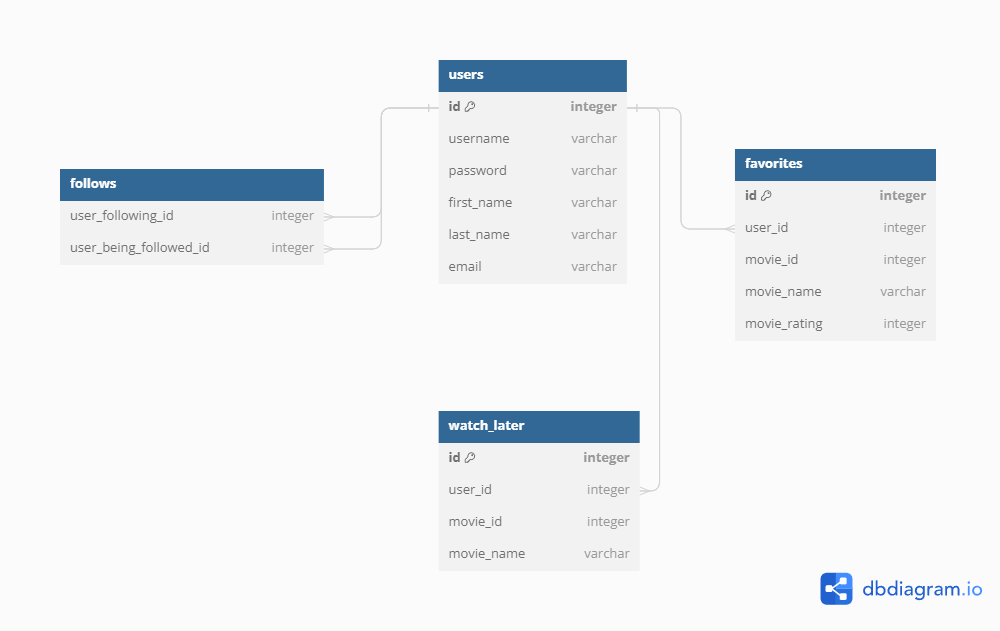 users
id integer
username varchar
password varchar
first_name varchar
last_name varchar
email varchar
follows
user_following_id integer
user_being_followed_id integer
favorites
id integer
user_id integer
movie_id integer
movie_name varchar
movie_rating integer
watch_later
id integer
user_id integer
movie_id integer
movie_name varchar
dbdiagram.io